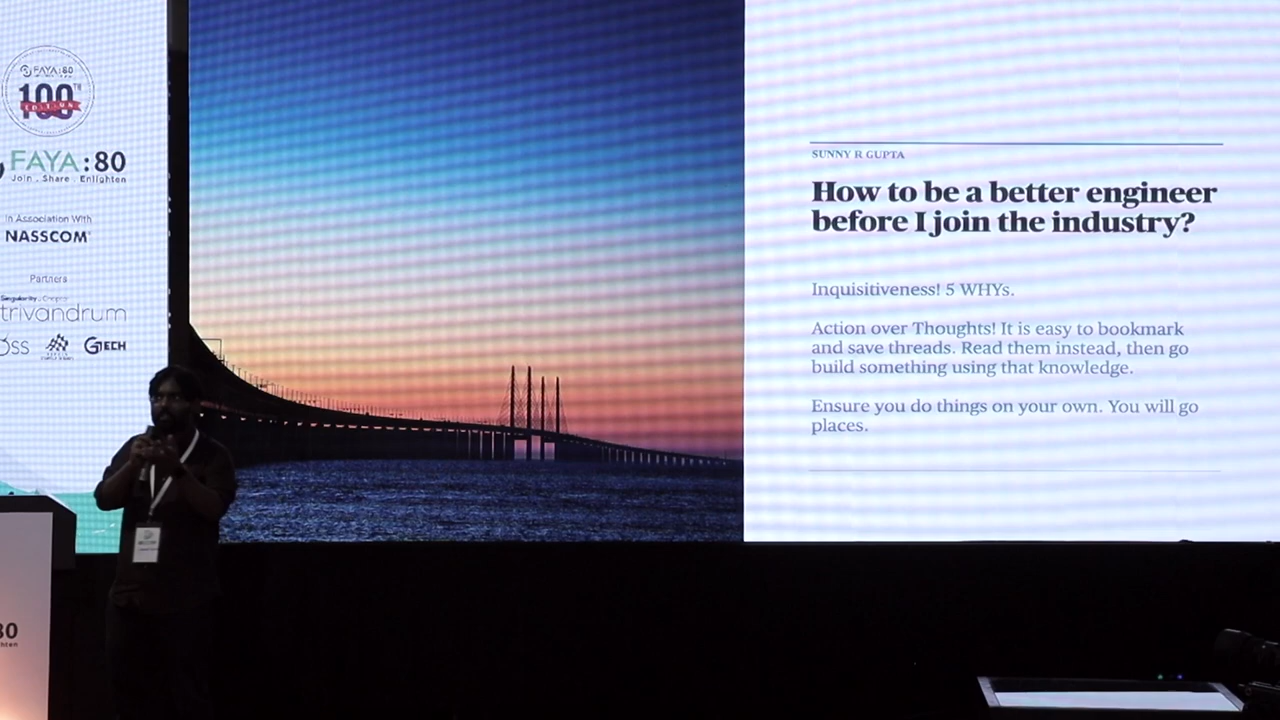 FAYA:80
100TH
EDITION
FAYA:80
Join . Share . Enlighten
In Association With
NASSCOM
Partners
trivandrum
GTECH
80
SUNNY R GUPTA
How to be a better engineer
before I join the industry?
Inquisitiveness! 5 WHYs.
Action over Thoughts! It is easy to bookmark
and save threads. Read them instead, then go
build something using that knowledge.
Ensure you do things on your own. You will go
places.